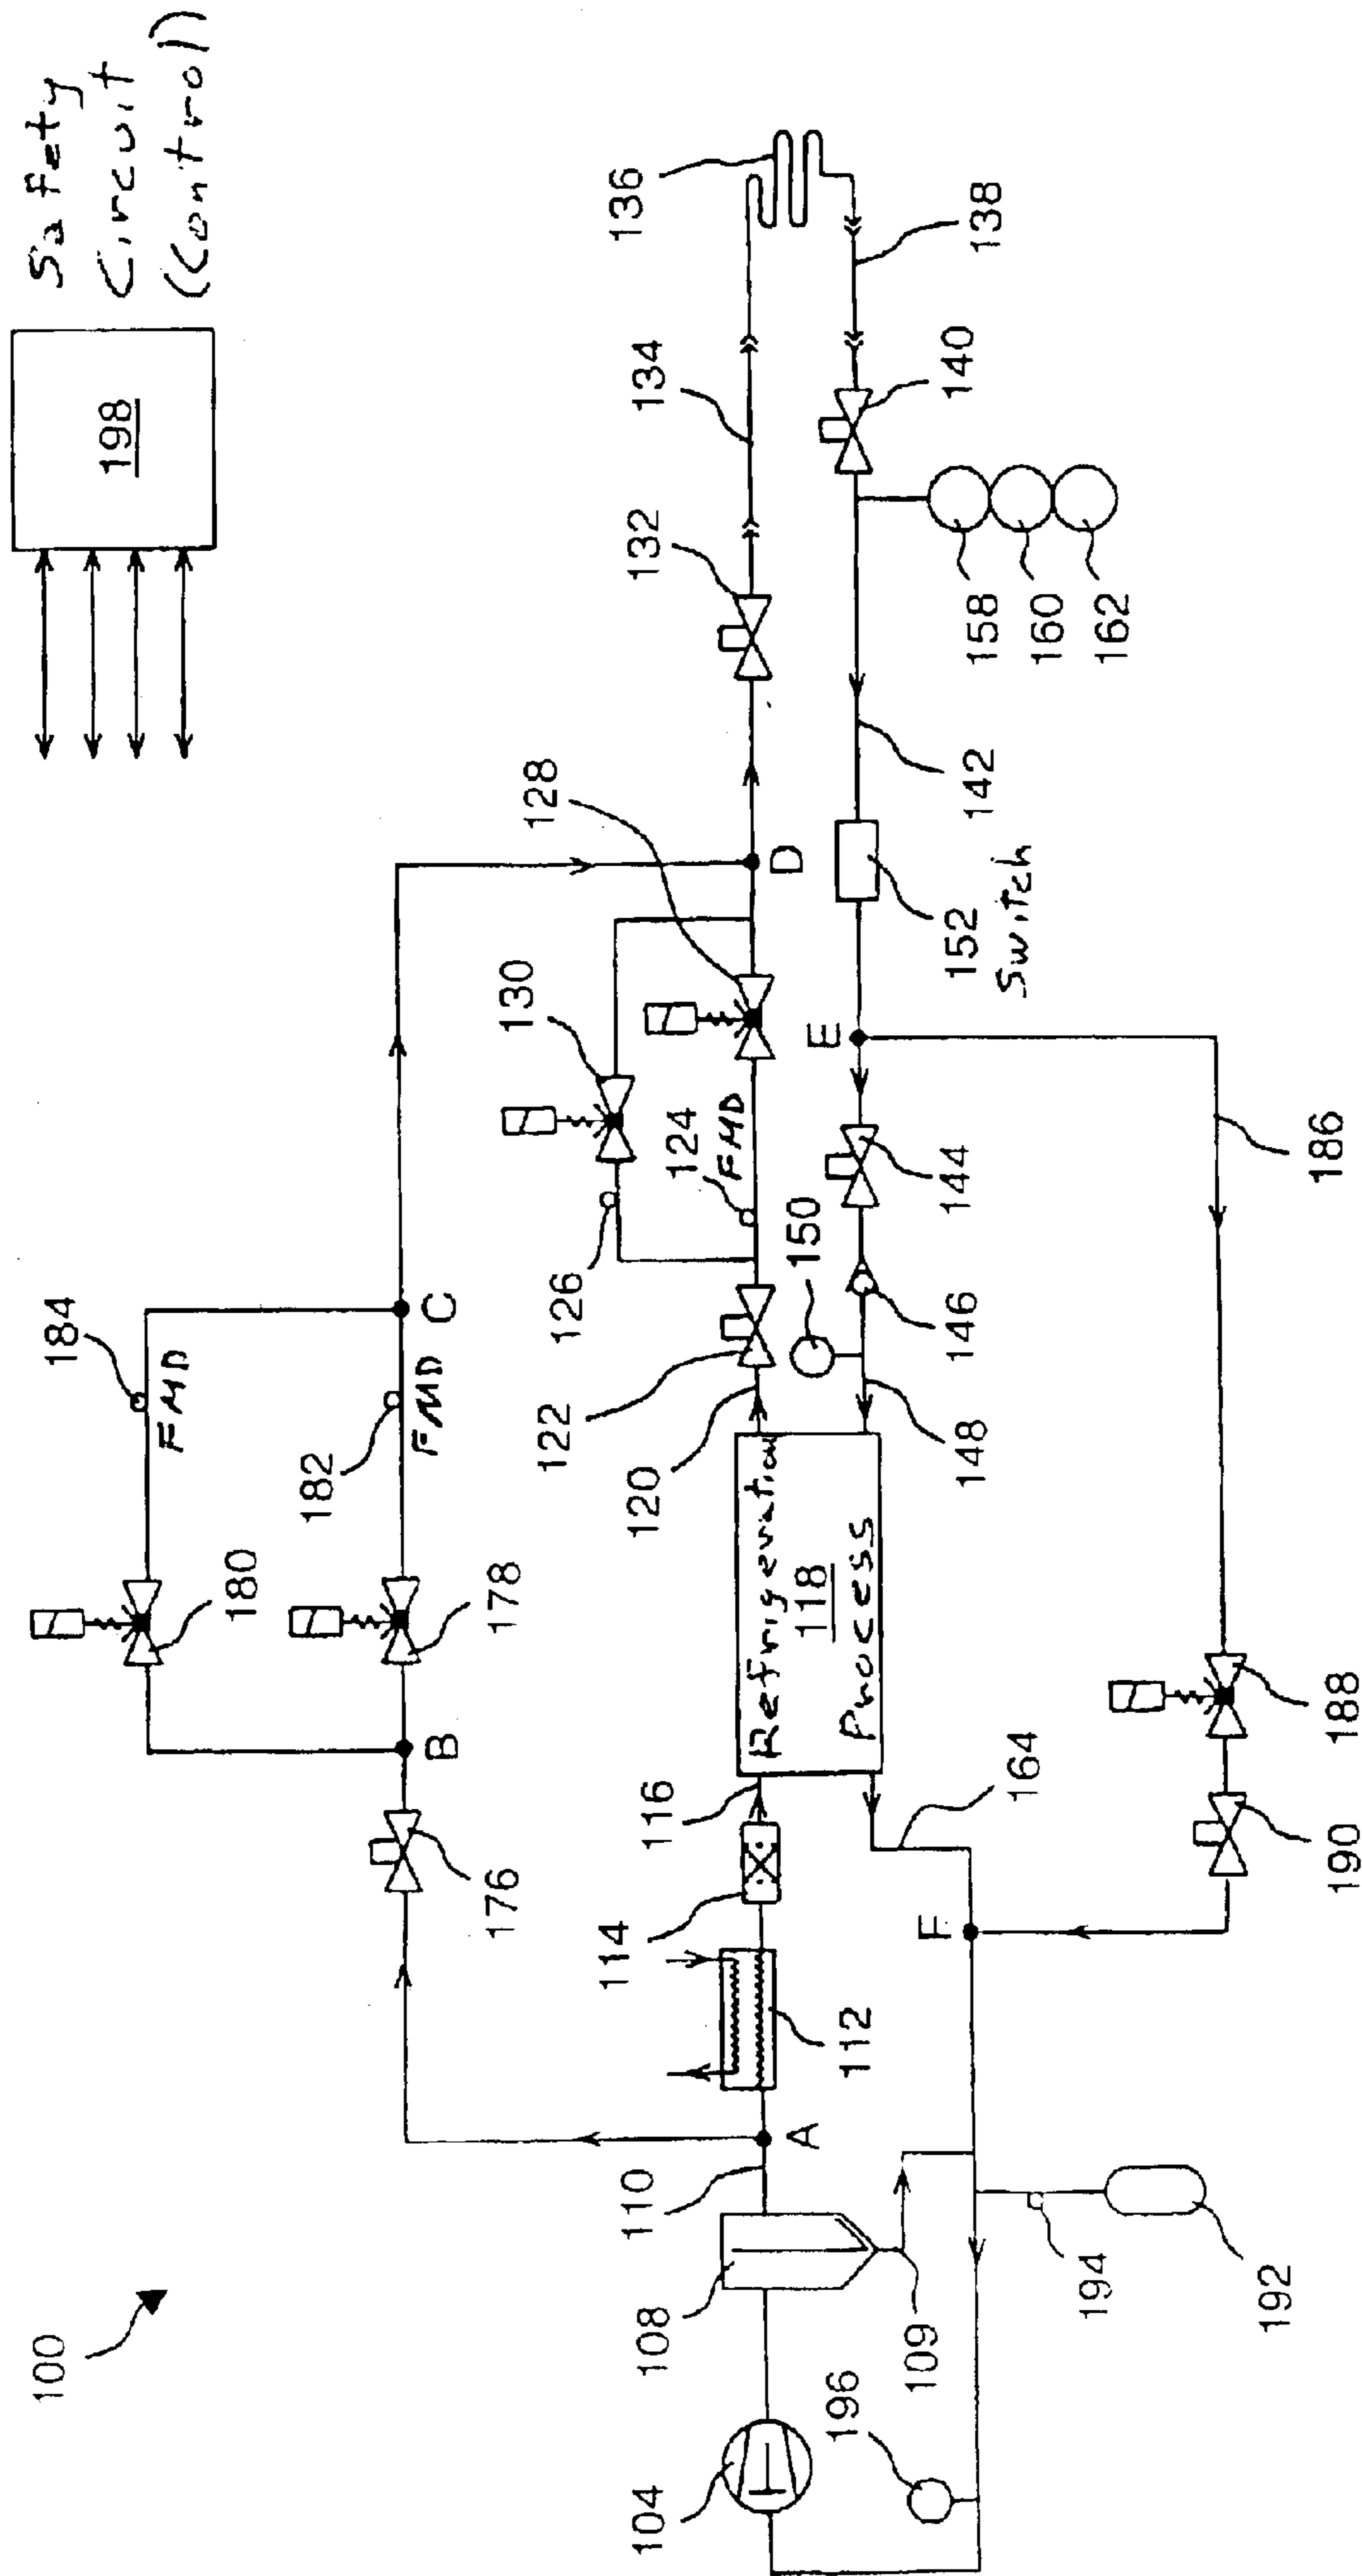 100
198
Safety
Circuit
(Control)
184
FMD
180
C
182
FMD
178
B
176
130
128
126
124
FMD
D
132
134
136
122
120
Refrigeration
118
Process
116
114
112
A
110
108
109
104
196
194
192
F
164
190
188
186
148
150
146
144
E
152
Switch
142
158
160
162
140
138